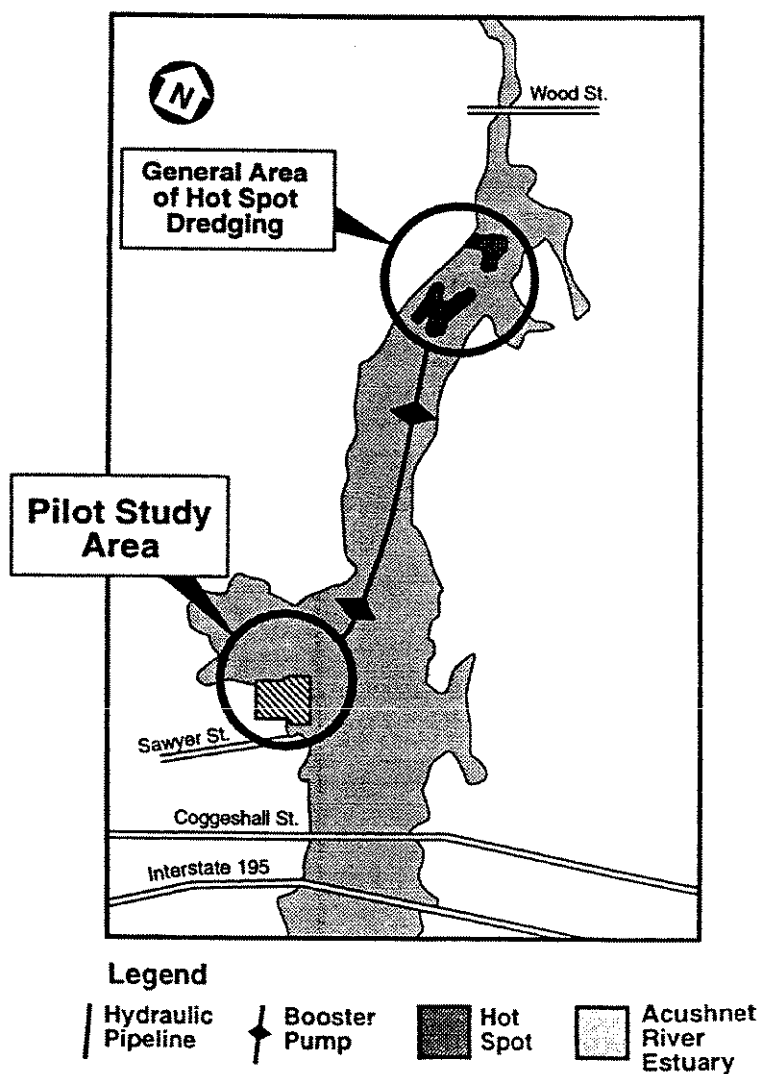 N
Wood St.
General Area
of Hot Spot
Dredging
Pilot Study
Area
Sawyer St.
Coggeshall St.
Interstate 195
Legend
Hydraulic
Pipeline
Booster
Pump
Hot
Spot
Acushnet
River
Estuary